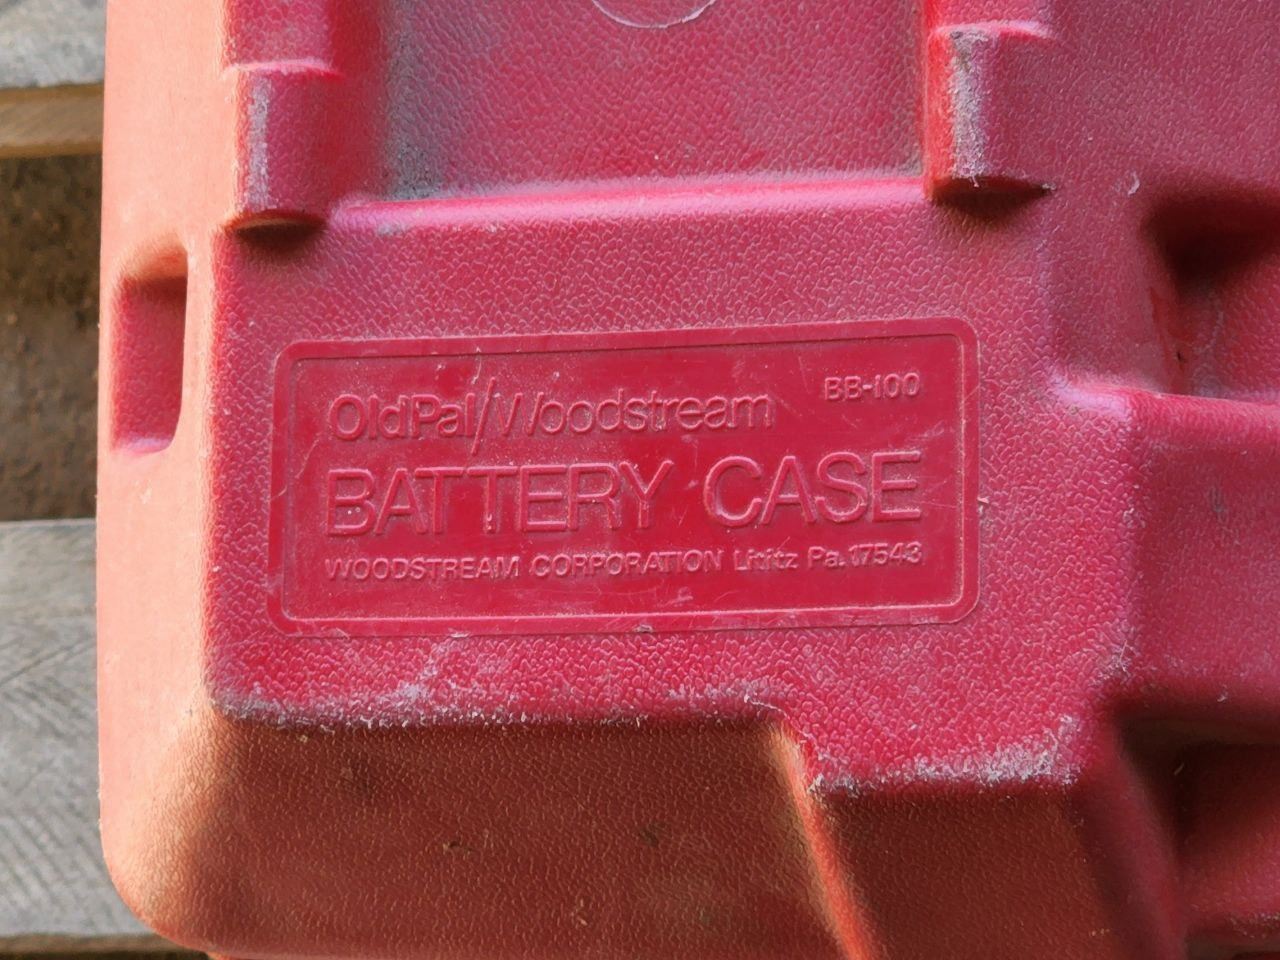 OldPal/Woodstream BB-100
BATTERY CASE
WOODSTREAM CORPORATION Lititz Pa. 17543